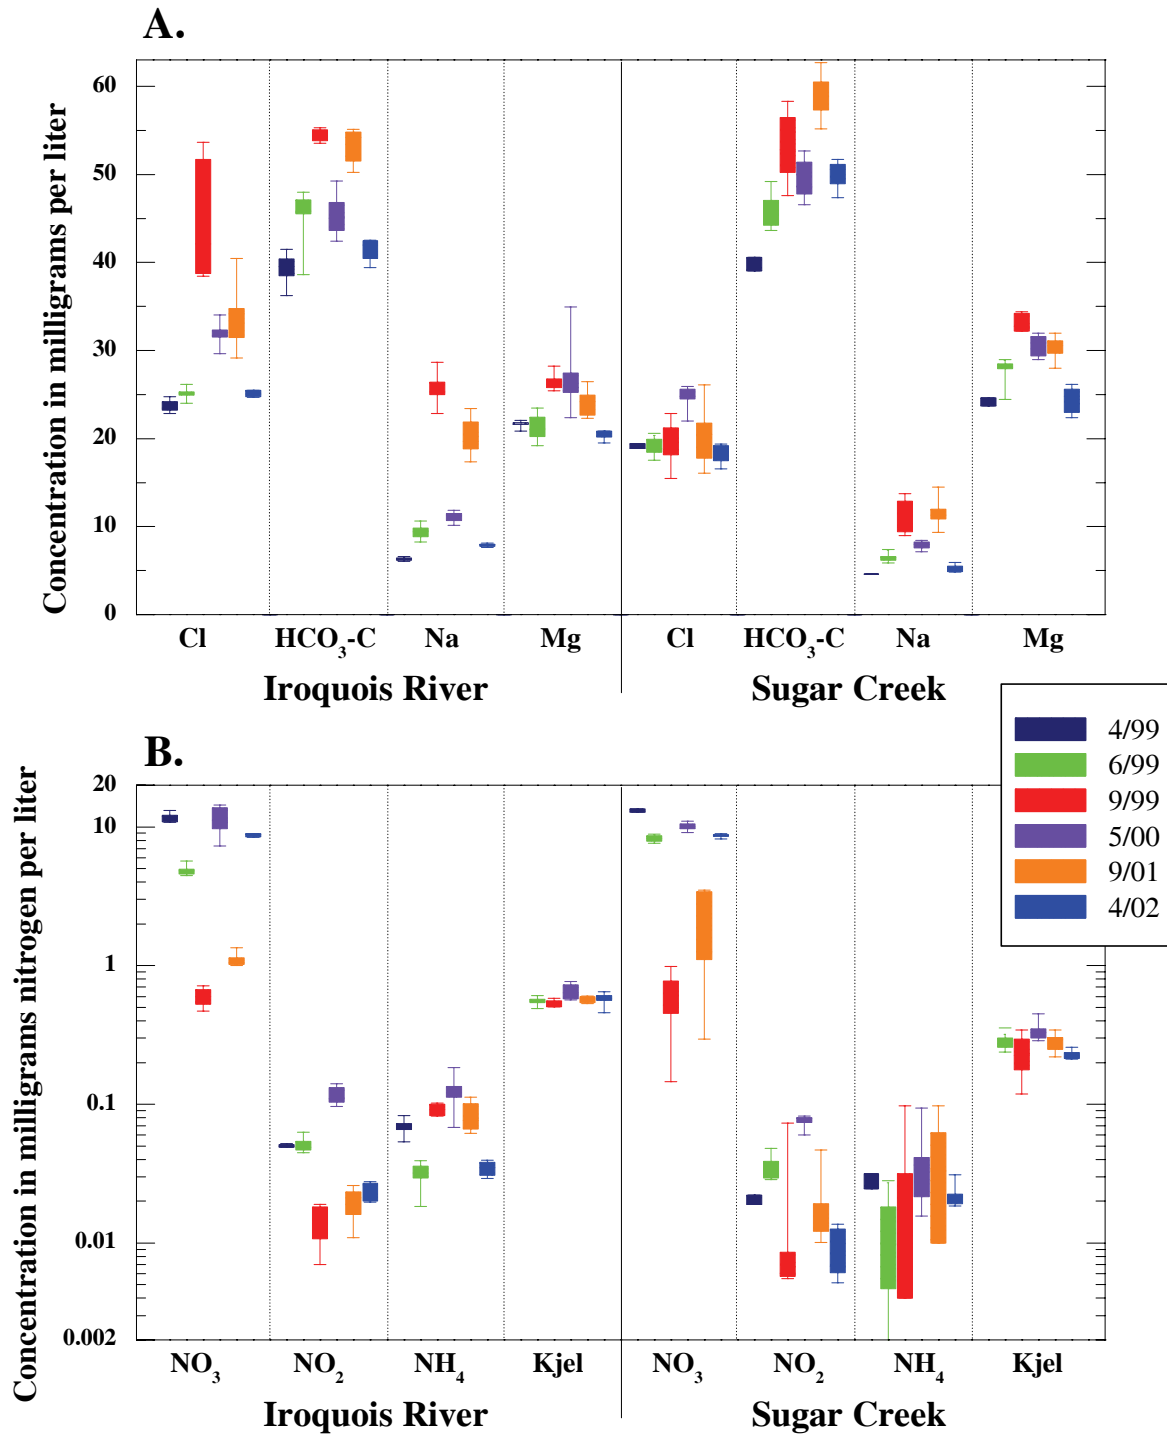 A.
Concentration in milligrams per liter
60
50
40
30
20
10
0
Cl HCO₃-C Na Mg Cl HCO₃-C Na Mg
Iroquois River Sugar Creek
4/99
6/99
9/99
5/00
9/01
4/02
B.
Concentration in milligrams nitrogen per liter
20
10
1
0.1
0.01
0.002
NO₃ NO₂ NH₄ Kjel NO₃ NO₂ NH₄ Kjel
Iroquois River Sugar Creek